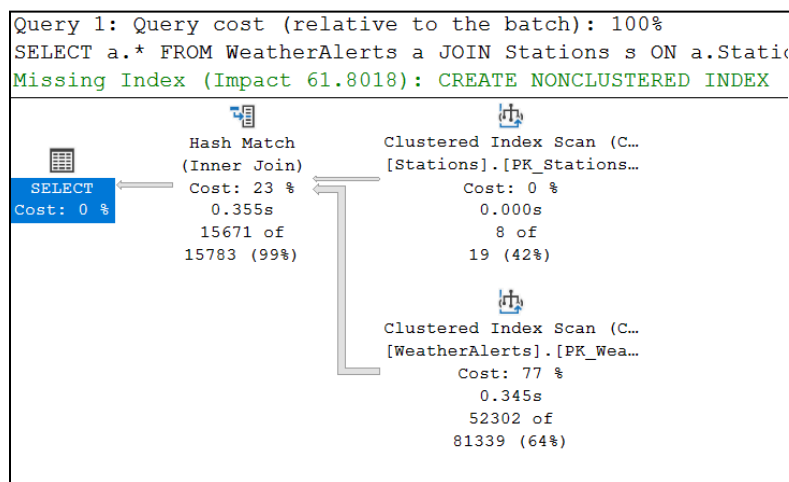 Query 1: Query cost (relative to the batch): 100%
SELECT a.* FROM WeatherAlerts a JOIN Stations s ON a.Static
Missing Index (Impact 61.8018): CREATE NONCLUSTERED INDEX
SELECT
Cost: 0 %
Hash Match
(Inner Join)
Cost: 23 %
0.355s
15671 of
15783 (99%)
Clustered Index Scan (C…
[Stations].[PK_Stations…
Cost: 0 %
0.000s
8 of
19 (42%)
Clustered Index Scan (C…
[WeatherAlerts].[PK_Wea…
Cost: 77 %
0.345s
52302 of
81339 (64%)